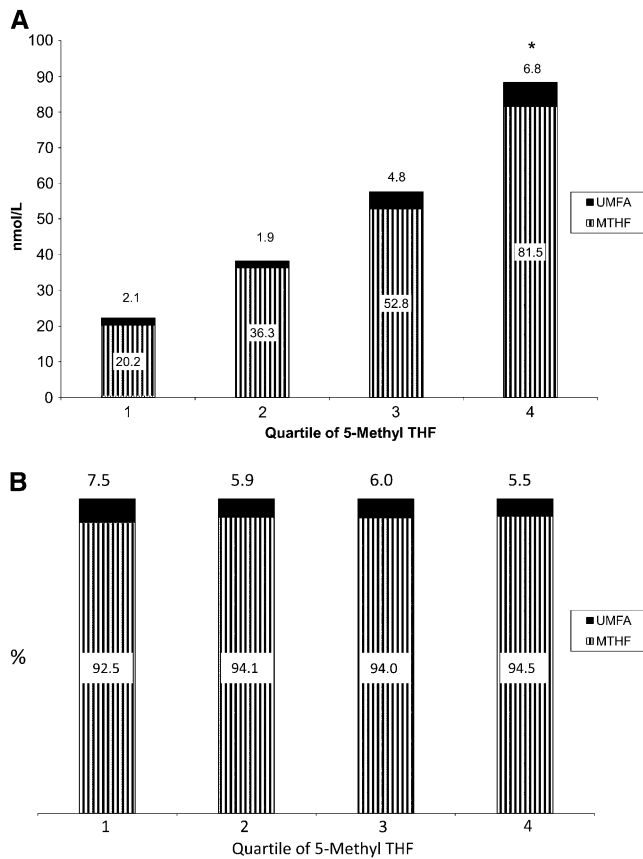 A
100
90
80
70
60
50
40
30
20
10
0
nmol/L
2.1
20.2
1.9
36.3
4.8
52.8
*
6.8
81.5
UMFA
MTHF
1 2 3 4
Quartile of 5-Methyl THF
B
7.5 5.9 6.0 5.5
UMFA
MTHF
%
92.5 94.1 94.0 94.5
1 2 3 4
Quartile of 5-Methyl THF